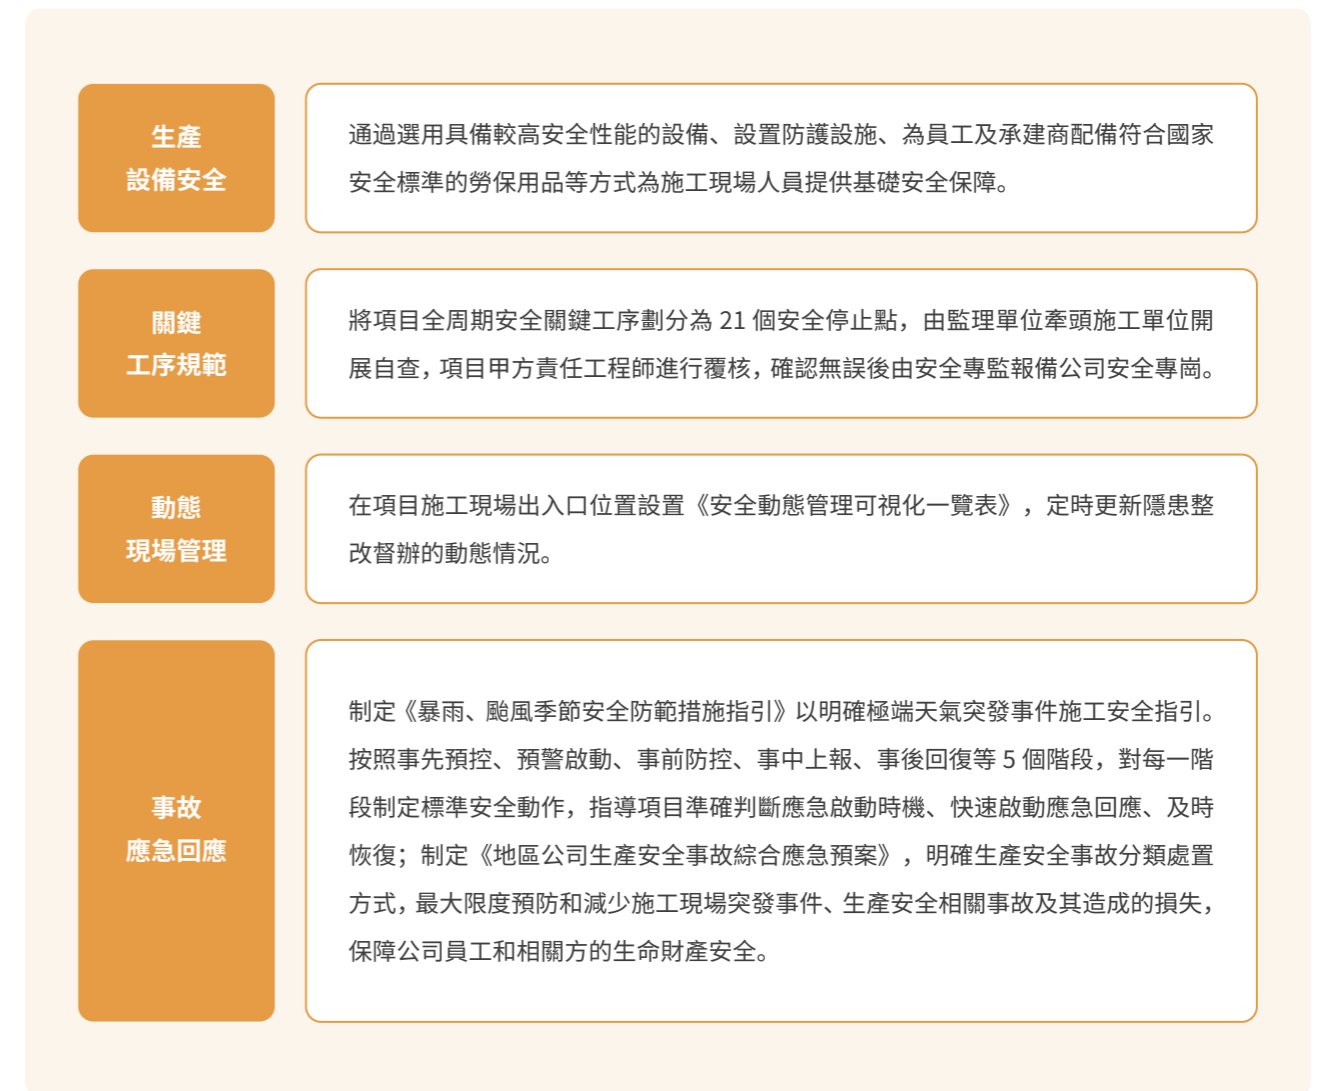 生產
設備安全
通過選用具備較高安全性能的設備、設置防護設施、為員工及承建商配備符合國家
安全標準的勞保用品等方式為施工現場人員提供基礎安全保障。
關鍵
工序規範
將項目全周期安全關鍵工序劃分為 21 個安全停止點，由監理單位牽頭施工單位開
展自查，項目甲方責任工程師進行覆核，確認無誤後由安全專監報備公司安全專崗。
動態
現場管理
在項目施工現場出入口位置設置《安全動態管理可視化一覽表》，定時更新隱患整
改督辦的動態情況。
事故
應急回應
制定《暴雨、颱風季節安全防範措施指引》以明確極端天氣突發事件施工安全指引。
按照事先預控、預警啟動、事前防控、事中上報、事後回復等 5 個階段，對每一階
段制定標準安全動作，指導項目準確判斷應急啟動時機、快速啟動應急回應、及時
恢復；制定《地區公司生產安全事故綜合應急預案》，明確生產安全事故分類處置
方式，最大限度預防和減少施工現場突發事件、生產安全相關事故及其造成的損失，
保障公司員工和相關方的生命財產安全。